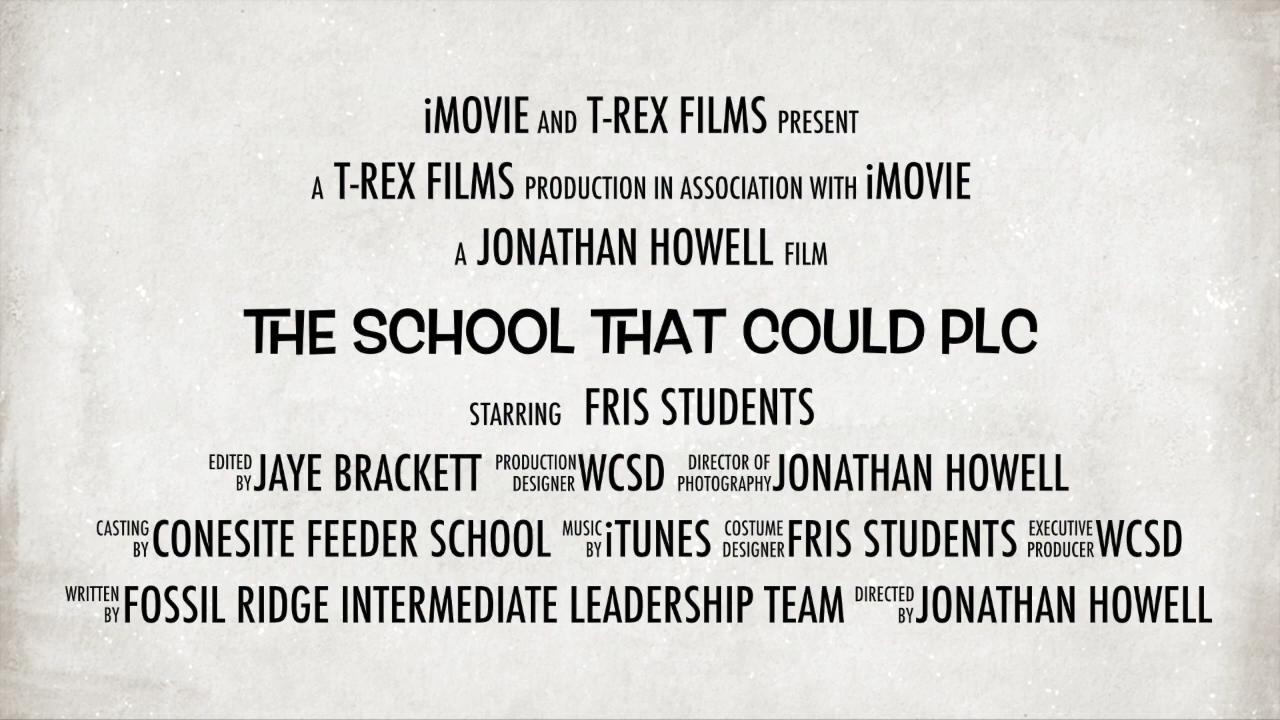 iMOVIE AND T-REX FILMS PRESENT
A T-REX FILMS PRODUCTION IN ASSOCIATION WITH iMOVIE
A JONATHAN HOWELL FILM
THE SCHOOL THAT COULD PLC
STARRING FRIS STUDENTS
EDITED BY JAYE BRACKETT PRODUCTION DESIGNER WCSD DIRECTOR OF PHOTOGRAPHY JONATHAN HOWELL
CASTING BY CONESITE FEEDER SCHOOL MUSIC BY iTUNES COSTUME DESIGNER FRIS STUDENTS EXECUTIVE PRODUCER WCSD
WRITTEN BY FOSSIL RIDGE INTERMEDIATE LEADERSHIP TEAM DIRECTED BY JONATHAN HOWELL